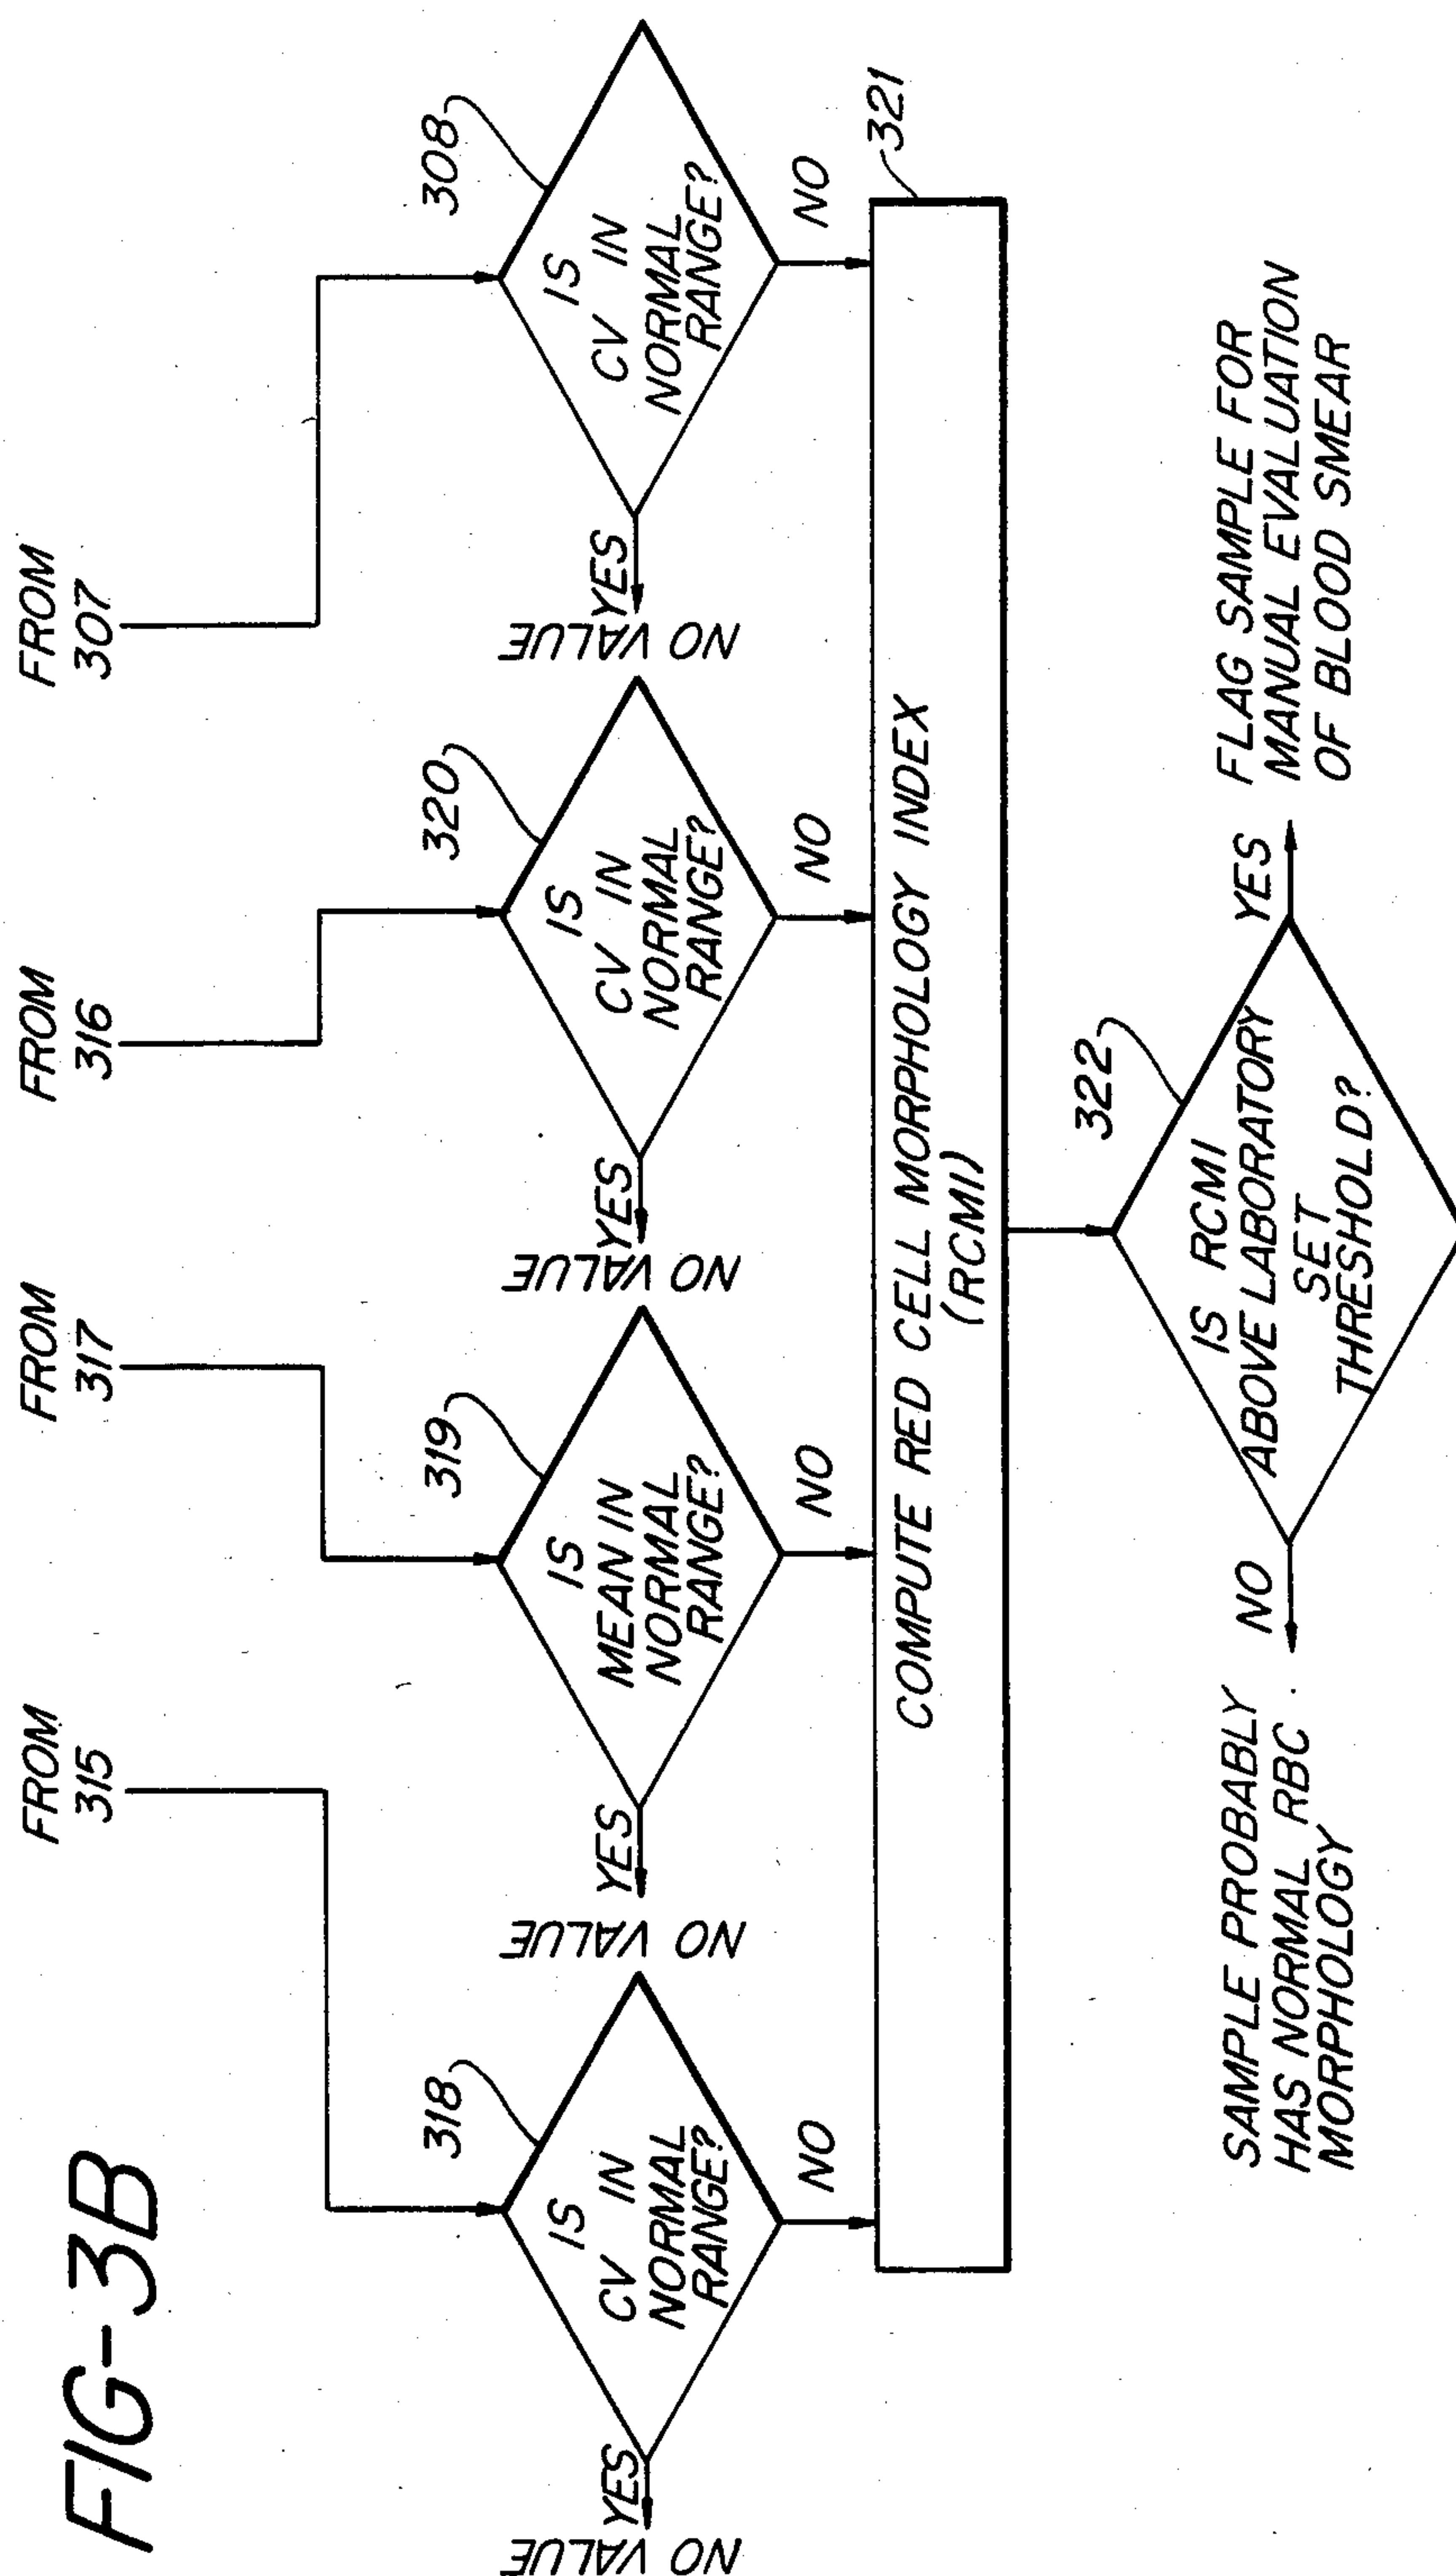 FIG-3B
FROM
315
FROM
317
FROM
316
FROM
307
318
319
320
308
IS
CV IN
NORMAL
RANGE?
IS
MEAN IN
NORMAL
RANGE?
IS
CV IN
NORMAL
RANGE?
IS
CV IN
NORMAL
RANGE?
YES
NO VALUE
YES
NO VALUE
YES
NO VALUE
YES
NO VALUE
NO
NO
NO
NO
321
COMPUTE RED CELL MORPHOLOGY INDEX
(RCMI)
322
IS RCMI
ABOVE LABORATORY
SET
THRESHOLD?
NO
SAMPLE PROBABLY
HAS NORMAL RBC
MORPHOLOGY
YES
FLAG SAMPLE FOR
MANUAL EVALUATION
OF BLOOD SMEAR